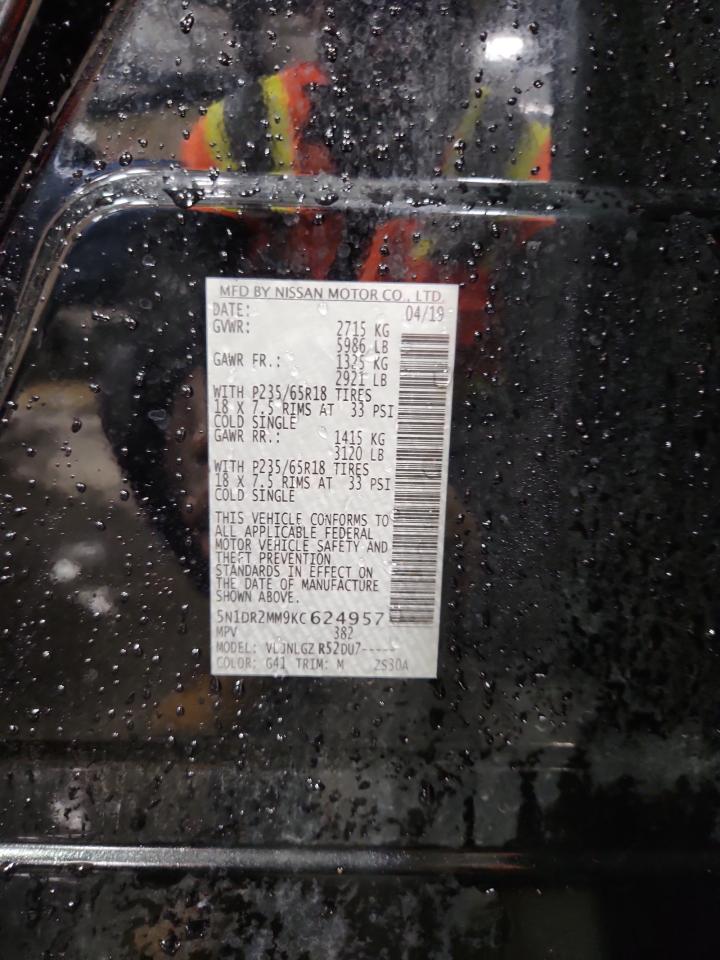 MFD BY NISSAN MOTOR CO., LTD.
DATE: 04/19
GVWR: 2715 KG
5986 LB
GAWR FR.: 1325 KG
2921 LB
WITH P235/65R18 TIRES
18 X 7.5 RIMS AT 33 PSI
COLD SINGLE
GAWR RR.: 1415 KG
3120 LB
WITH P235/65R18 TIRES
18 X 7.5 RIMS AT 33 PSI
COLD SINGLE
THIS VEHICLE CONFORMS TO
ALL APPLICABLE FEDERAL
MOTOR VEHICLE SAFETY AND
THEFT PREVENTION
STANDARDS IN EFFECT ON
THE DATE OF MANUFACTURE
SHOWN ABOVE.
5N1DR2MM9KC624957
MPV 382
MODEL: R52DU7-----
COLOR: G41 TRIM: M 2S30A